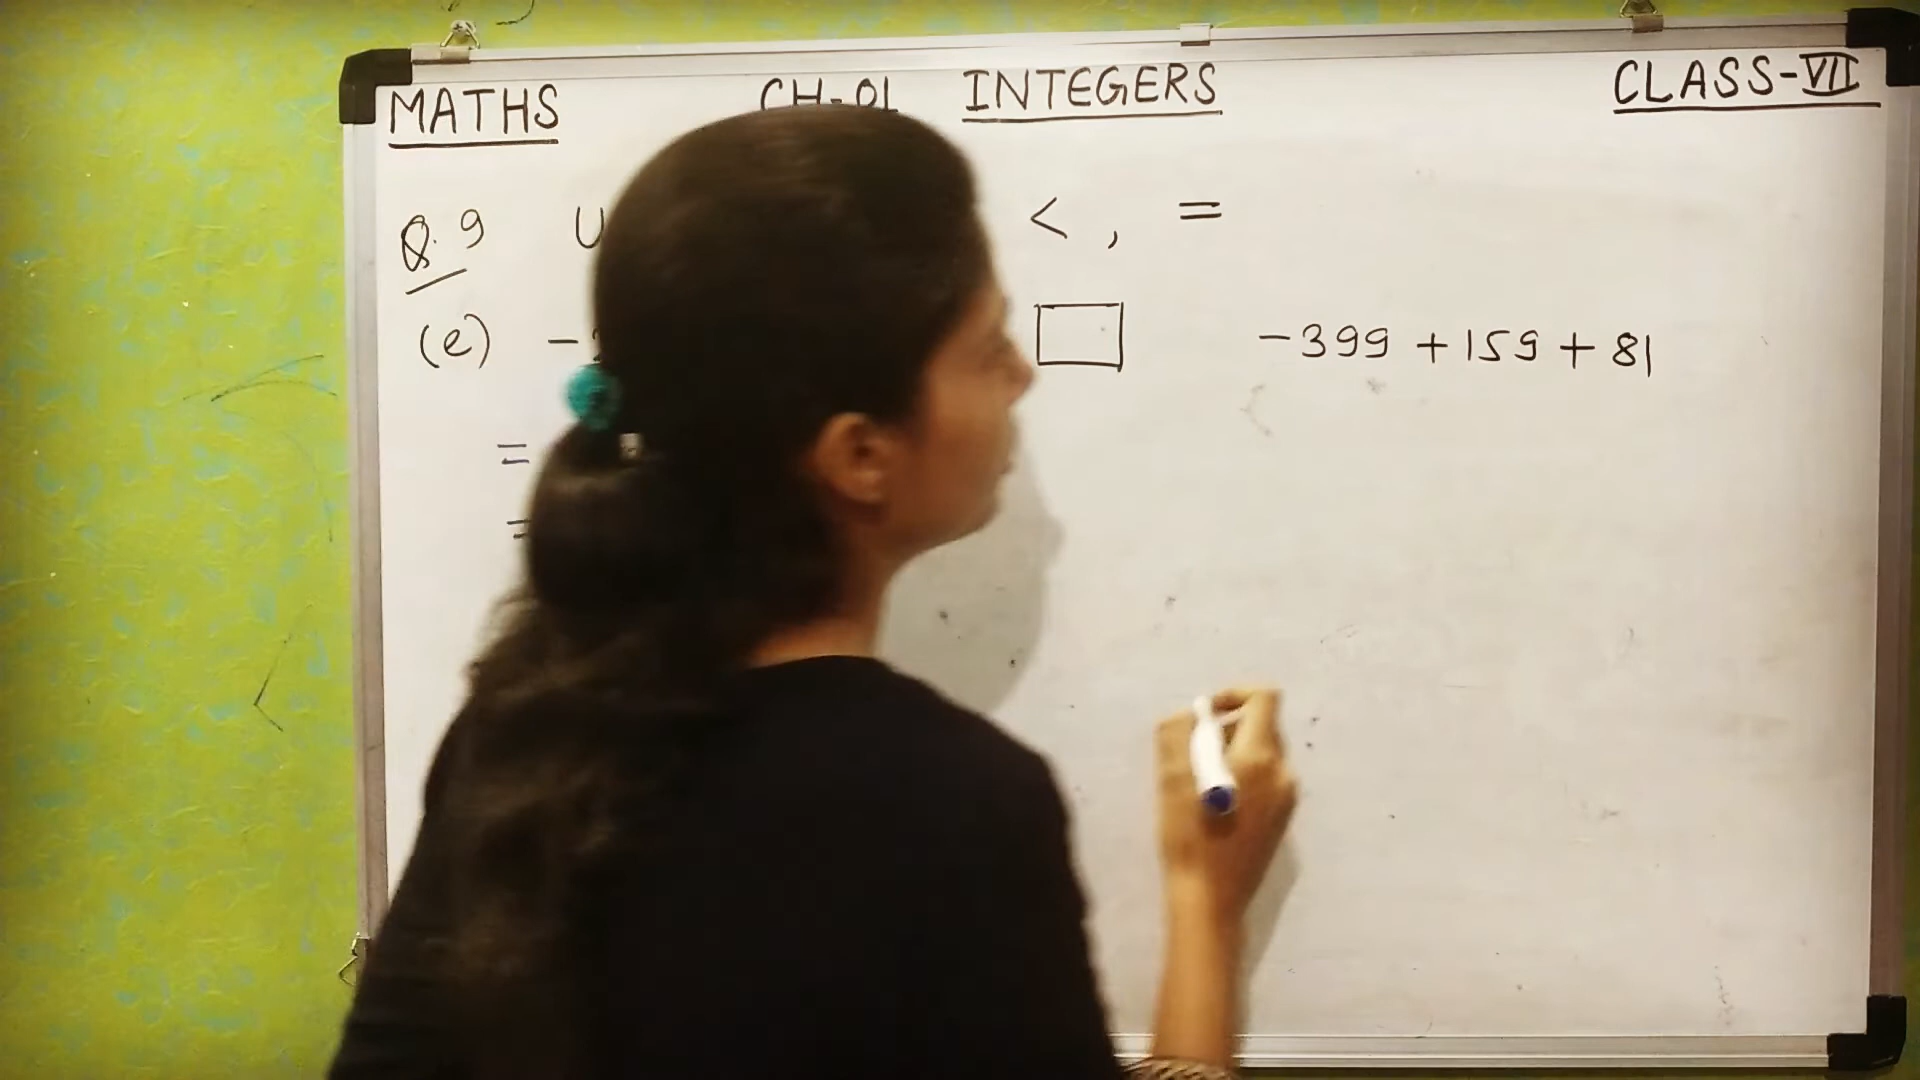 MATHS CH-01 INTEGERS CLASS-VII
Q.9 < , =
(e) - -399 +159 + 81
=
=